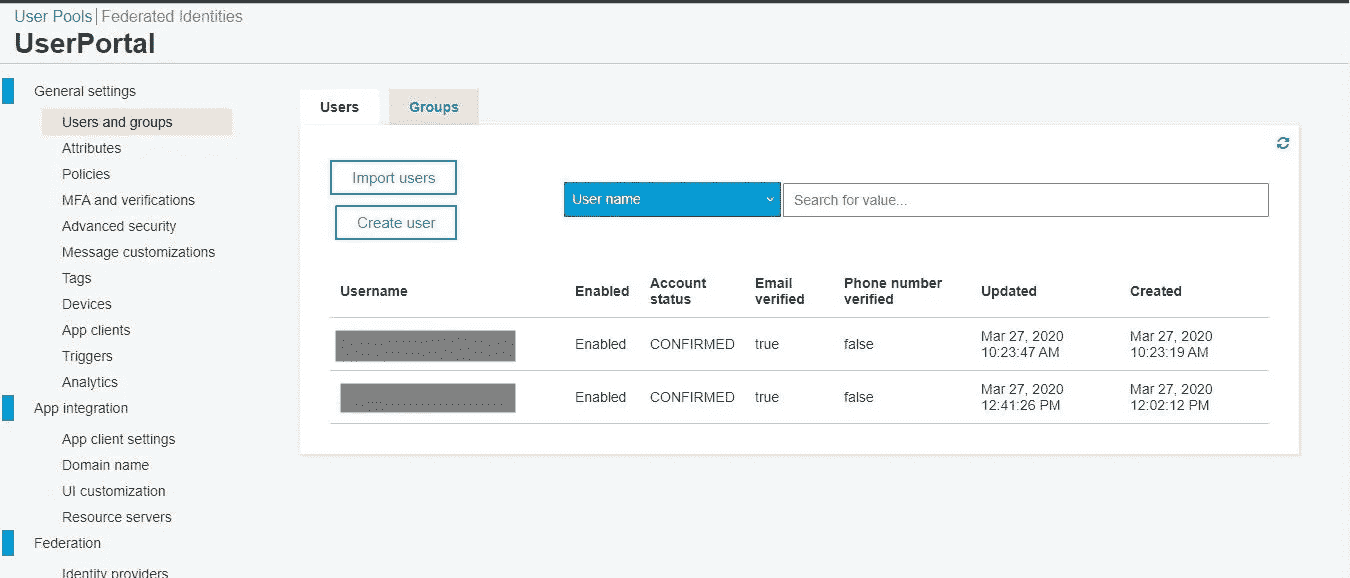 User Pools | Federated Identities
UserPortal
General settings
Users and groups
Attributes
Policies
MFA and verifications
Advanced security
Message customizations
Tags
Devices
App clients
Triggers
Analytics
App integration
App client settings
Domain name
UI customization
Resource servers
Federation
Identity providers
Users Groups
Import users
Create user
User name Search for value...
Username Enabled Account status Email verified Phone number verified Updated Created
Enabled CONFIRMED true false Mar 27, 2020 10:23:47 AM Mar 27, 2020 10:23:19 AM
Enabled CONFIRMED true false Mar 27, 2020 12:41:26 PM Mar 27, 2020 12:02:12 PM